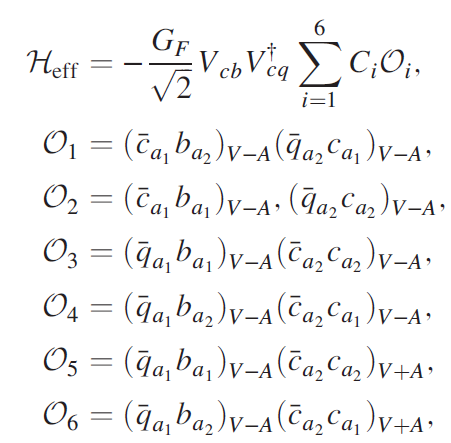 $\mathcal{H}_{\text{eff}} = -\frac{G_F}{\sqrt{2}} V_{cb} V_{cq}^{\dagger} \sum_{i=1}^{6} C_i \mathcal{O}_i,$
$\mathcal{O}_1 = (\bar{c}_{a_1} b_{a_2})_{V-A} (\bar{q}_{a_2} c_{a_1})_{V-A},$
$\mathcal{O}_2 = (\bar{c}_{a_1} b_{a_1})_{V-A}, (\bar{q}_{a_2} c_{a_2})_{V-A},$
$\mathcal{O}_3 = (\bar{q}_{a_1} b_{a_1})_{V-A} (\bar{c}_{a_2} c_{a_2})_{V-A},$
$\mathcal{O}_4 = (\bar{q}_{a_1} b_{a_2})_{V-A} (\bar{c}_{a_2} c_{a_1})_{V-A},$
$\mathcal{O}_5 = (\bar{q}_{a_1} b_{a_1})_{V-A} (\bar{c}_{a_2} c_{a_2})_{V+A},$
$\mathcal{O}_6 = (\bar{q}_{a_1} b_{a_2})_{V-A} (\bar{c}_{a_2} c_{a_1})_{V+A},$